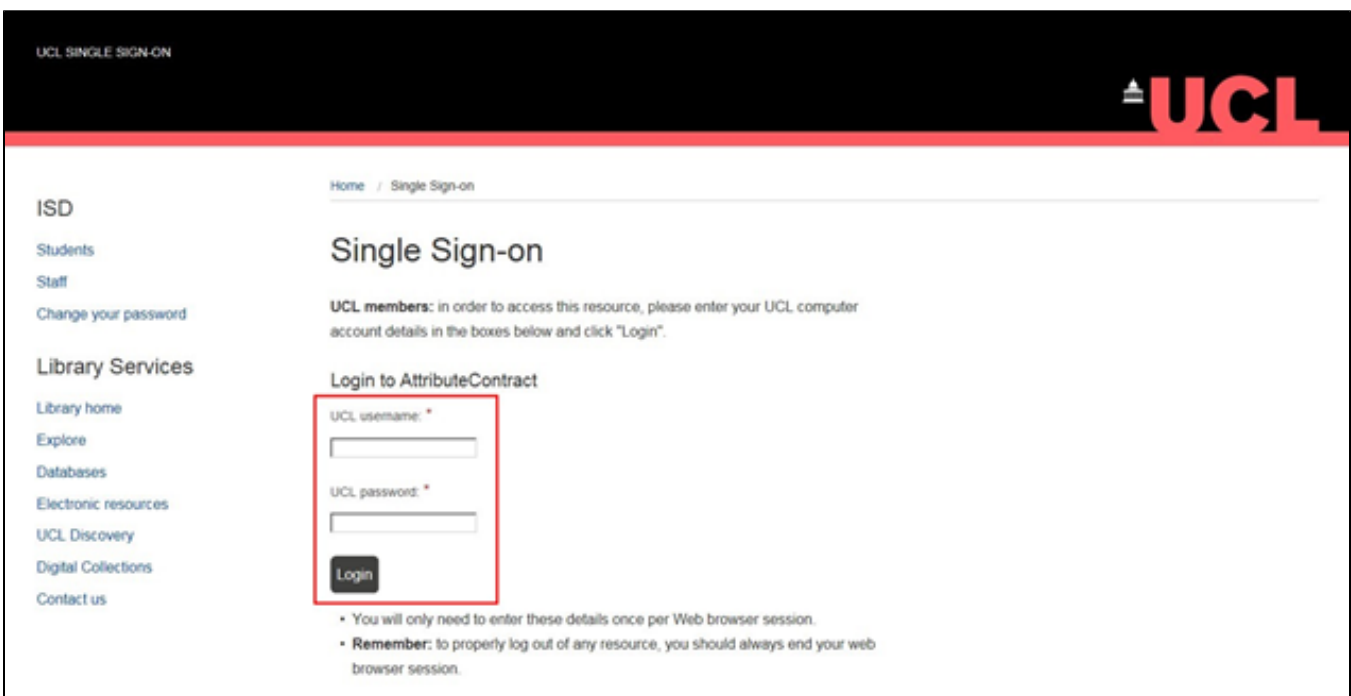 UCL SINGLE SIGN-ON
UCL
ISD
Students
Staff
Change your password
Library Services
Library home
Explore
Databases
Electronic resources
UCL Discovery
Digital Collections
Contact us
Home / Single Sign-on
Single Sign-on
UCL members: in order to access this resource, please enter your UCL computer
account details in the boxes below and click "Login".
Login to AttributeContract
UCL username: *
UCL password: *
Login
• You will only need to enter these details once per Web browser session.
• Remember: to properly log out of any resource, you should always end your web
browser session.